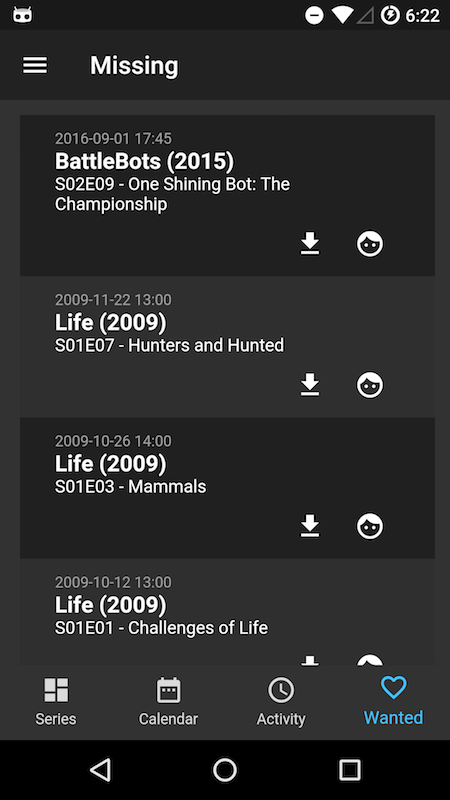 6:22
Missing
2016-09-01 17:45
BattleBots (2015)
S02E09 - One Shining Bot: The
Championship
2009-11-22 13:00
Life (2009)
S01E07 - Hunters and Hunted
2009-10-26 14:00
Life (2009)
S01E03 - Mammals
2009-10-12 13:00
Life (2009)
S01E01 - Challenges of Life
Series
Calendar
Activity
Wanted